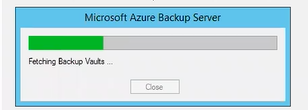 Microsoft Azure Backup Server
Fetching Backup Vaults ...
Close